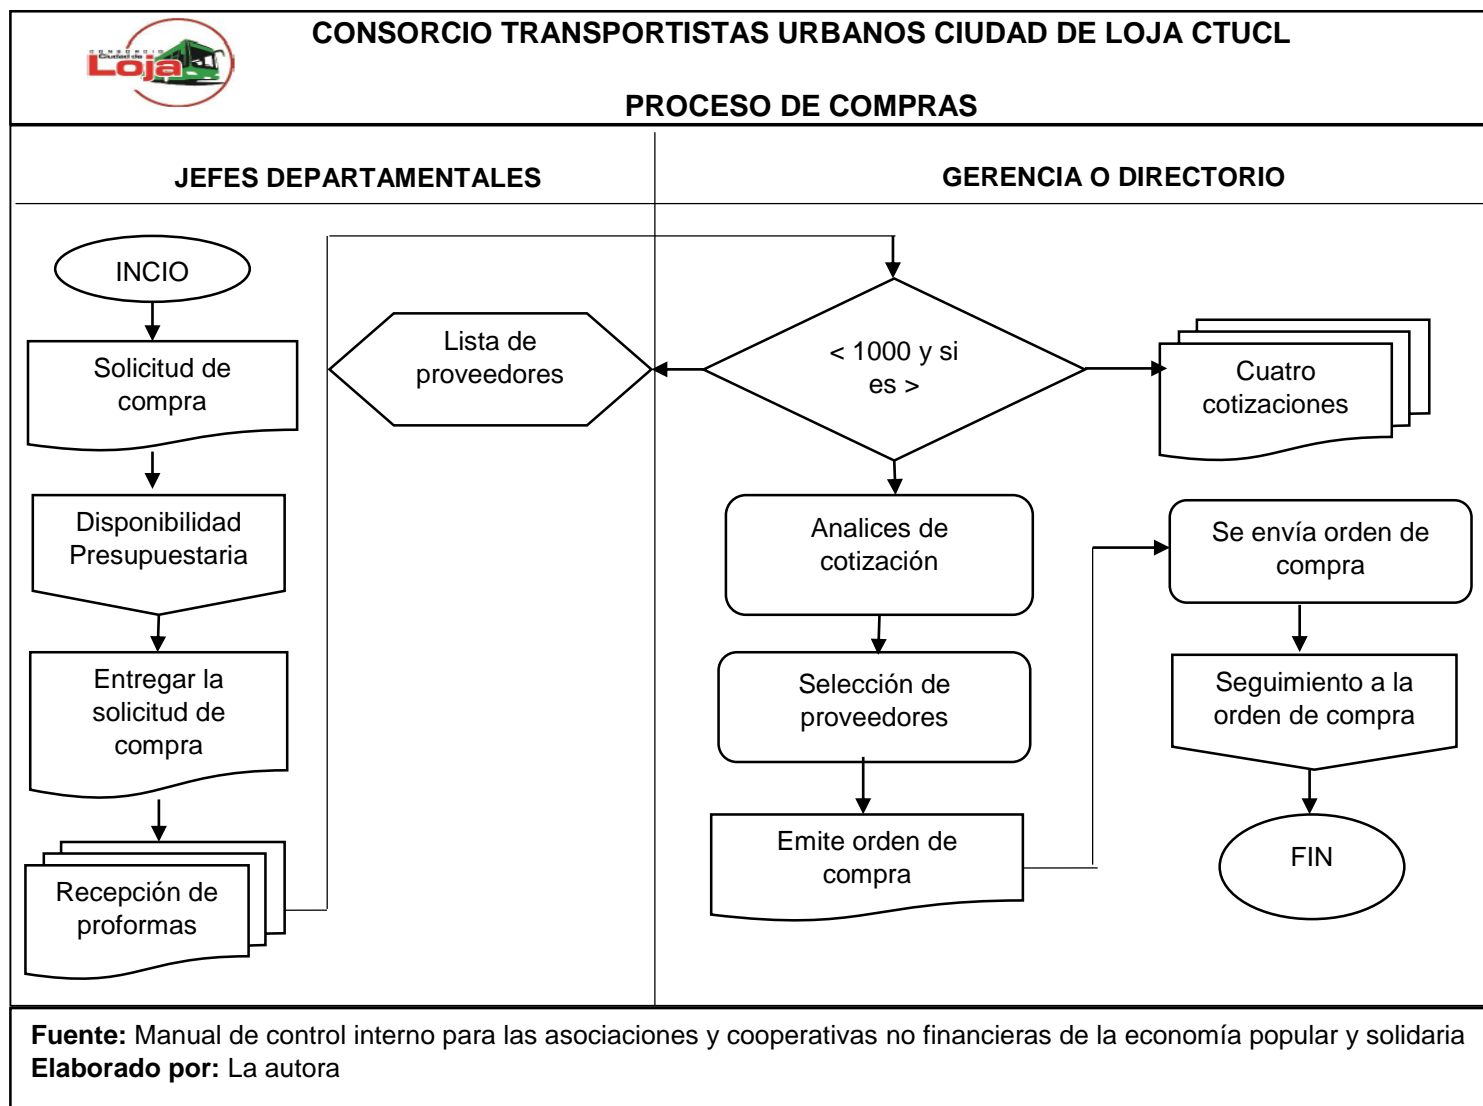 CONSORCIO TRANSPORTISTAS URBANOS CIUDAD DE LOJA CTUCL
CONSORCIO
Ciudad de
Loja
PROCESO DE COMPRAS
JEFES DEPARTAMENTALES
GERENCIA O DIRECTORIO
INCIO
Solicitud de
compra
Disponibilidad
Presupuestaria
Entregar la
solicitud de
compra
Recepción de
proformas
Lista de
proveedores
< 1000 y si
es >
Cuatro
cotizaciones
Analices de
cotización
Selección de
proveedores
Emite orden de
compra
Se envía orden de
compra
Seguimiento a la
orden de compra
FIN
Fuente: Manual de control interno para las asociaciones y cooperativas no financieras de la economía popular y solidaria
Elaborado por: La autora